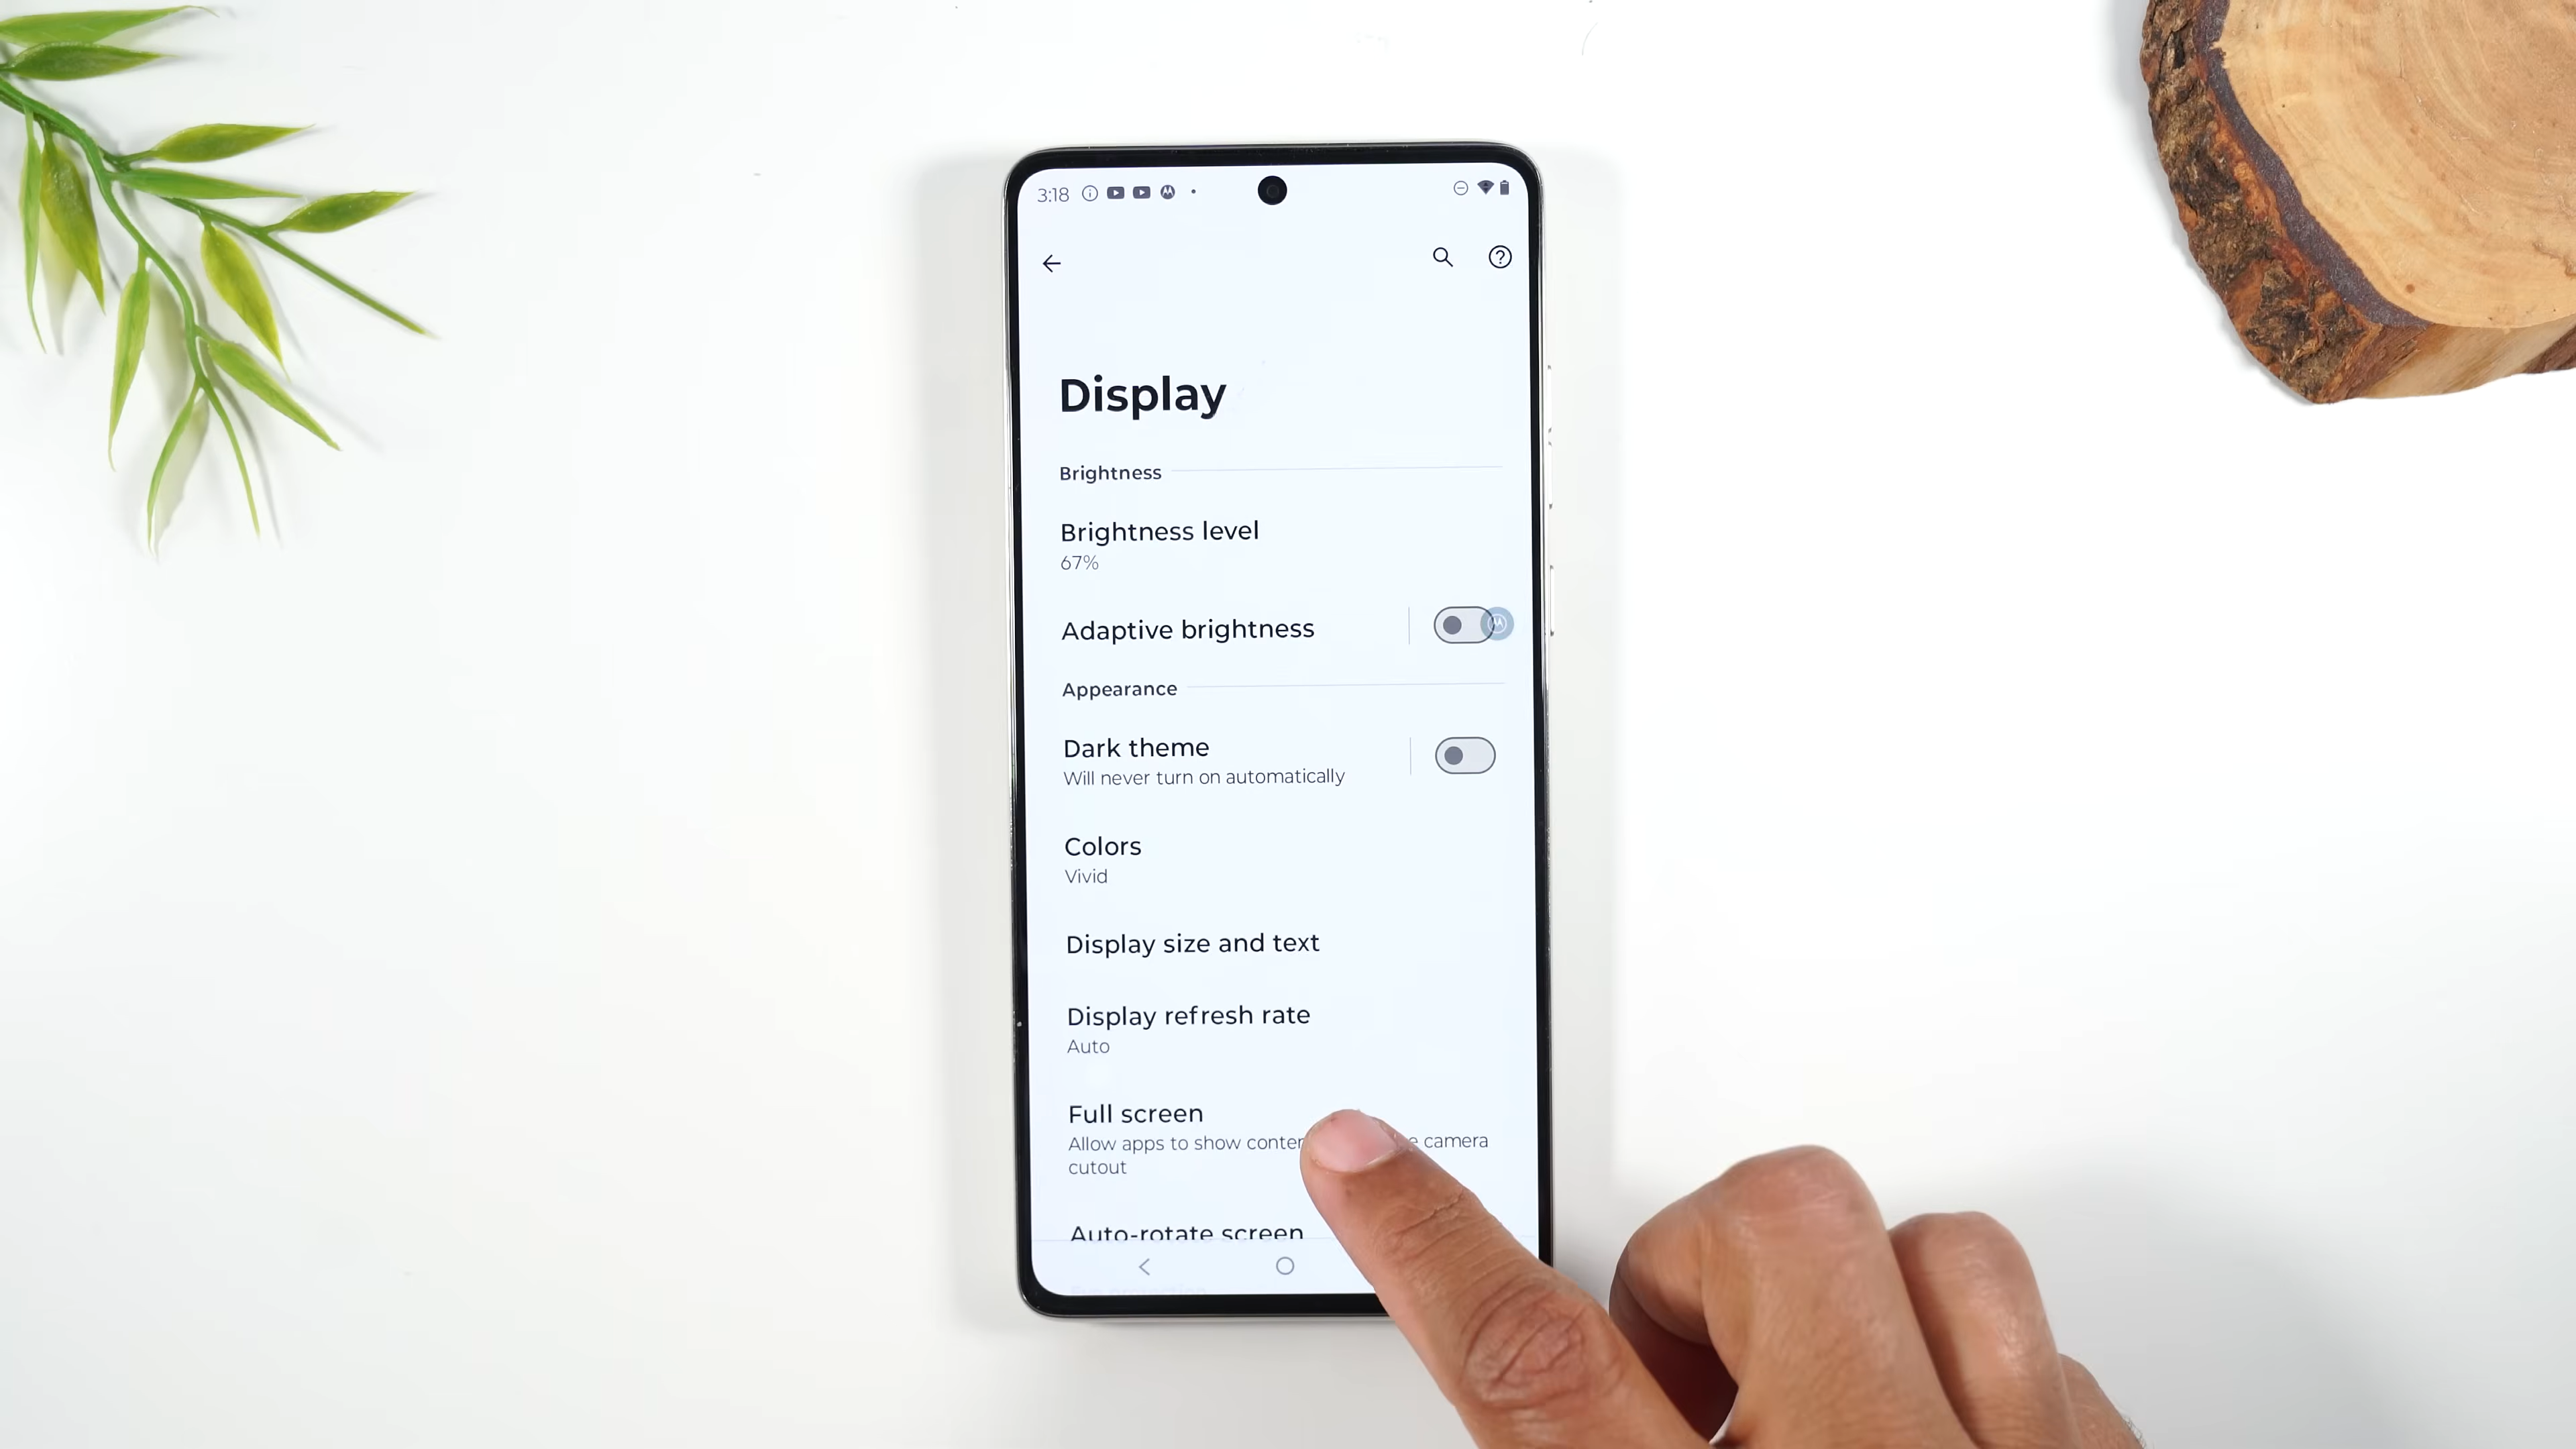 3:18
Display
Brightness
Brightness level
67%
Adaptive brightness
Appearance
Dark theme
Will never turn on automatically
Colors
Vivid
Display size and text
Display refresh rate
Auto
Full screen
Allow apps to show camera
cutout
Auto-rotate screen